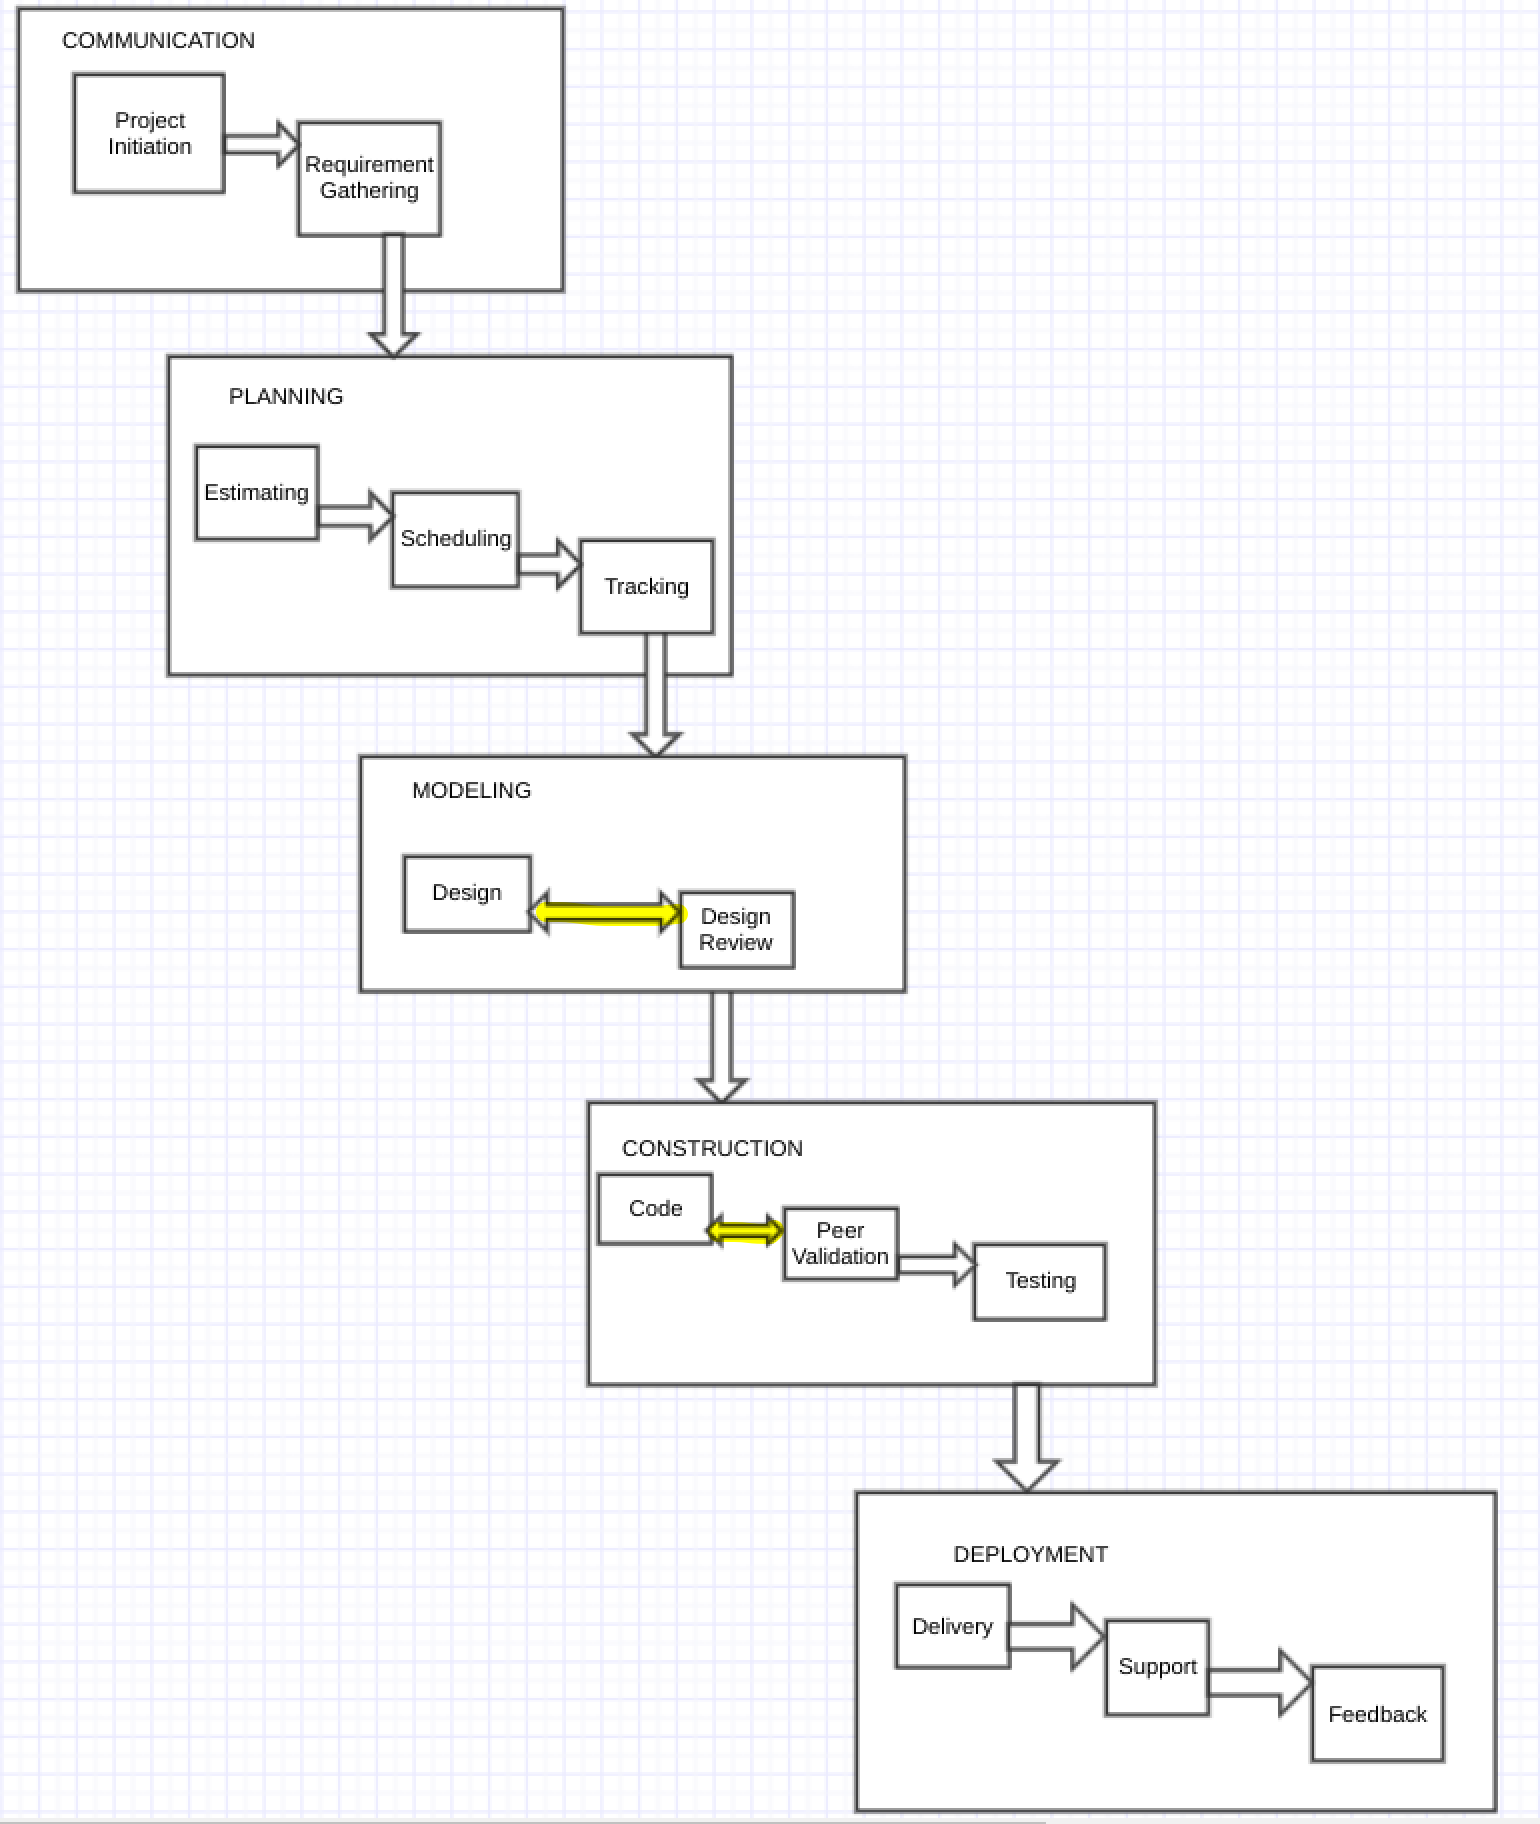 COMMUNICATION
Project
Initiation
Requirement
Gathering
PLANNING
Estimating
Scheduling
Tracking
MODELING
Design
Design
Review
CONSTRUCTION
Code
Peer
Validation
Testing
DEPLOYMENT
Delivery
Support
Feedback